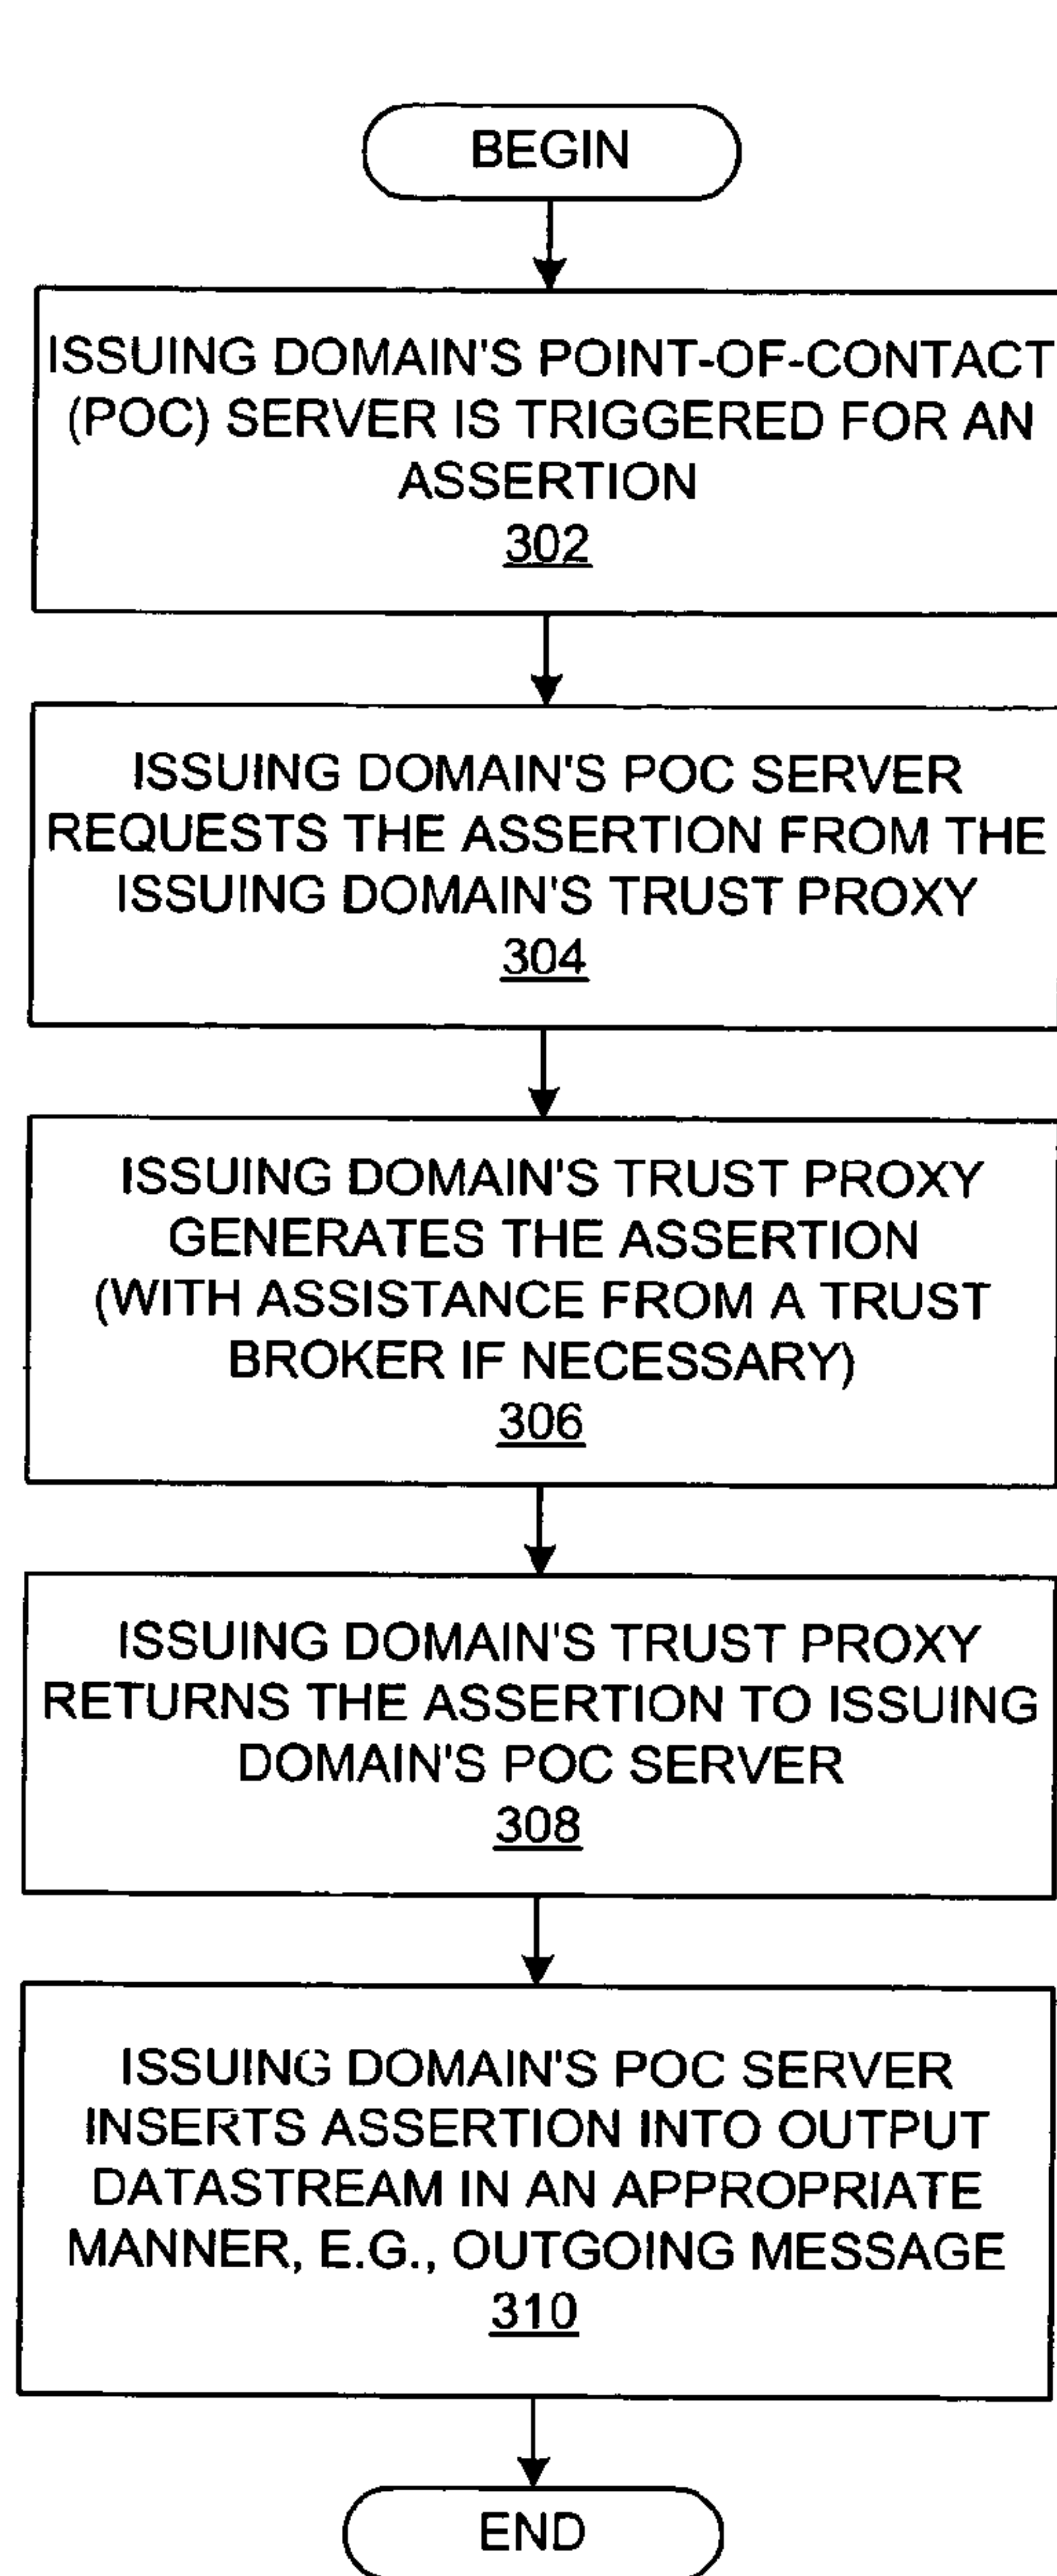 BEGIN
ISSUING DOMAIN'S POINT-OF-CONTACT
(POC) SERVER IS TRIGGERED FOR AN
ASSERTION
302
ISSUING DOMAIN'S POC SERVER
REQUESTS THE ASSERTION FROM THE
ISSUING DOMAIN'S TRUST PROXY
304
ISSUING DOMAIN'S TRUST PROXY
GENERATES THE ASSERTION
(WITH ASSISTANCE FROM A TRUST
BROKER IF NECESSARY)
306
ISSUING DOMAIN'S TRUST PROXY
RETURNS THE ASSERTION TO ISSUING
DOMAIN'S POC SERVER
308
ISSUING DOMAIN'S POC SERVER
INSERTS ASSERTION INTO OUTPUT
DATASTREAM IN AN APPROPRIATE
MANNER, E.G., OUTGOING MESSAGE
310
END